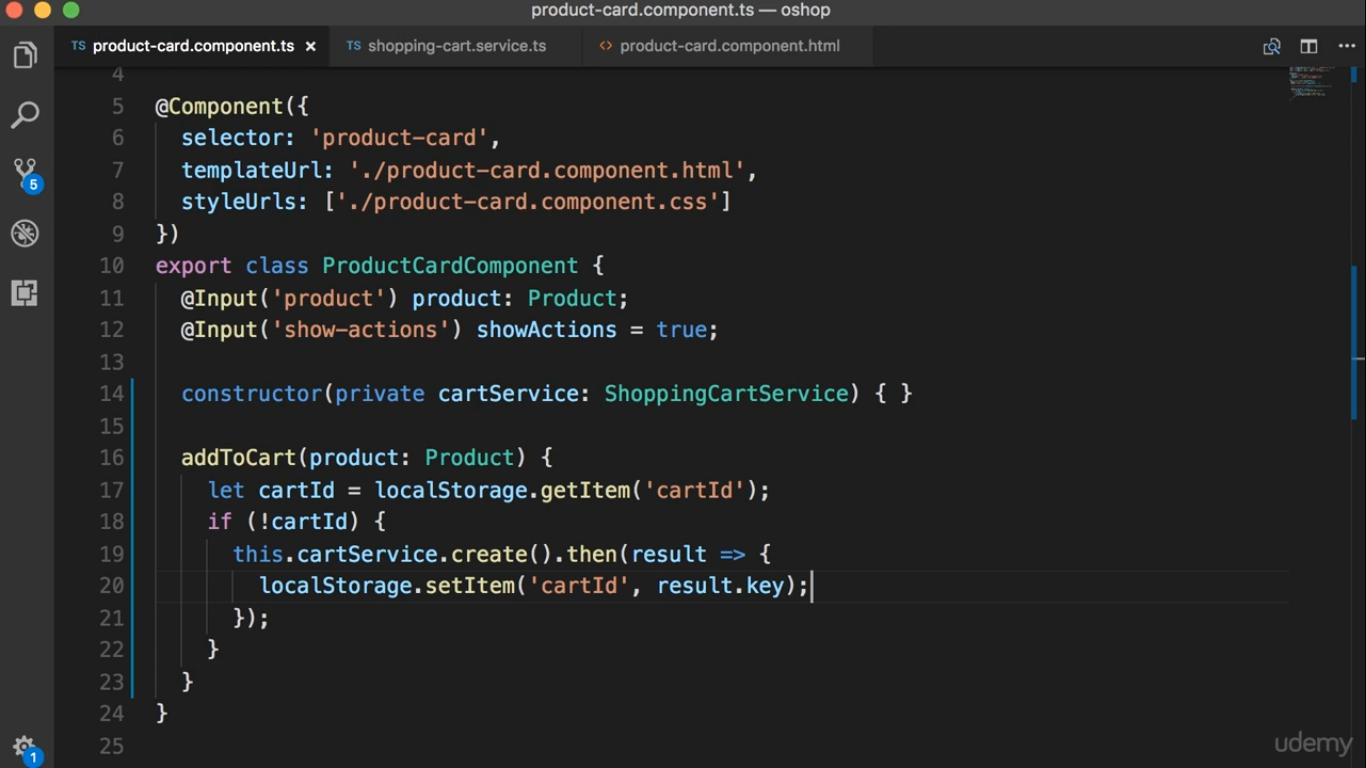 product-card.component.ts — oshop
TS product-card.component.ts × TS shopping-cart.service.ts <> product-card.component.html
4
5 @Component({
6 selector: 'product-card',
7 templateUrl: './product-card.component.html',
8 styleUrls: ['./product-card.component.css']
9 })
10 export class ProductCardComponent {
11 @Input('product') product: Product;
12 @Input('show-actions') showActions = true;
13
14 constructor(private cartService: ShoppingCartService) { }
15
16 addToCart(product: Product) {
17 let cartId = localStorage.getItem('cartId');
18 if (!cartId) {
19 this.cartService.create().then(result => {
20 localStorage.setItem('cartId', result.key);
21 });
22 }
23 }
24 }
25
5
1
udemy